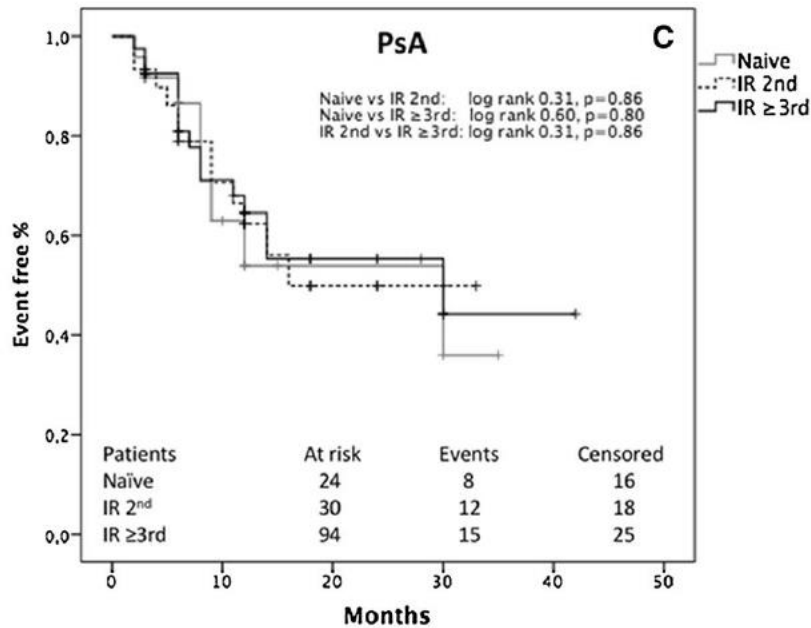 PsA
C
Naive
IR 2nd
IR ≥3rd
Naive vs IR 2nd: log rank 0.31, p=0.86
Naive vs IR ≥3rd: log rank 0.60, p=0.80
IR 2nd vs IR ≥3rd: log rank 0.31, p=0.86
Event free %
1,0
0,8
0,6
0,4
0,2
0,0
Patients At risk Events Censored
Naïve 24 8 16
IR 2nd 30 12 18
IR ≥3rd 94 15 25
0 10 20 30 40 50
Months